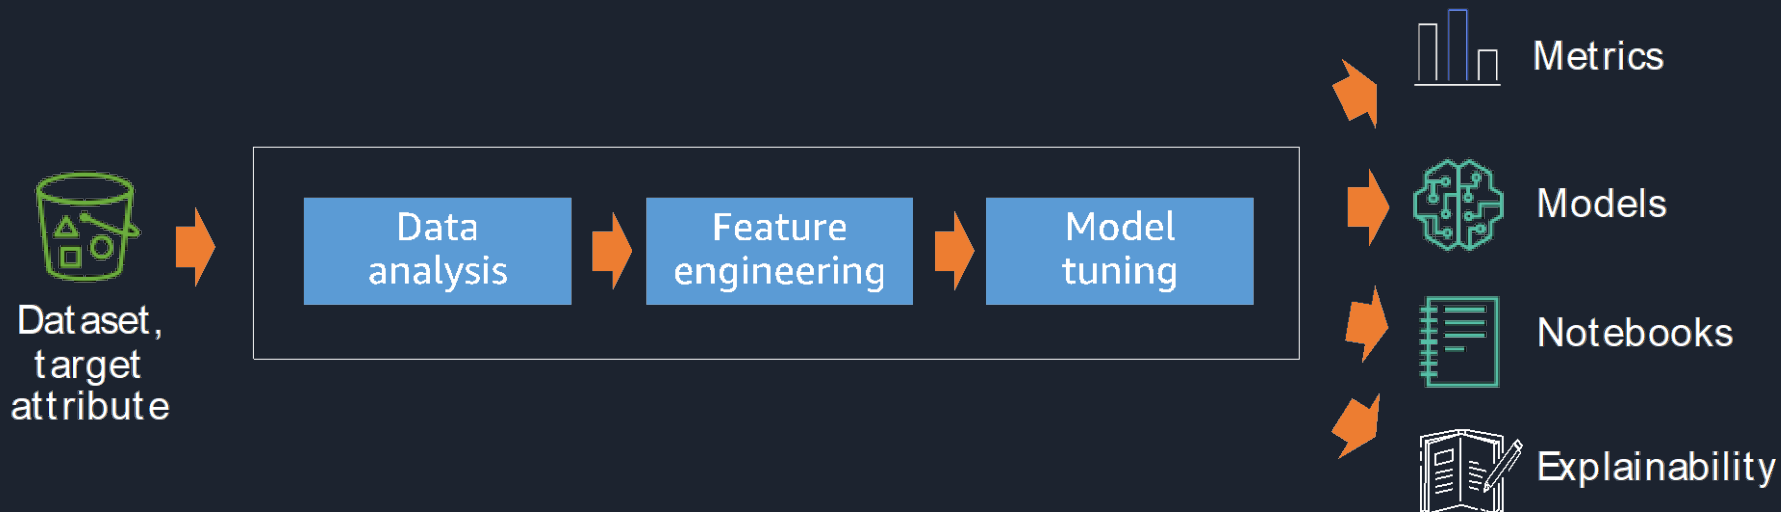 Dataset,
target
attribute
Data
analysis
Feature
engineering
Model
tuning
Metrics
Models
Notebooks
Explainability